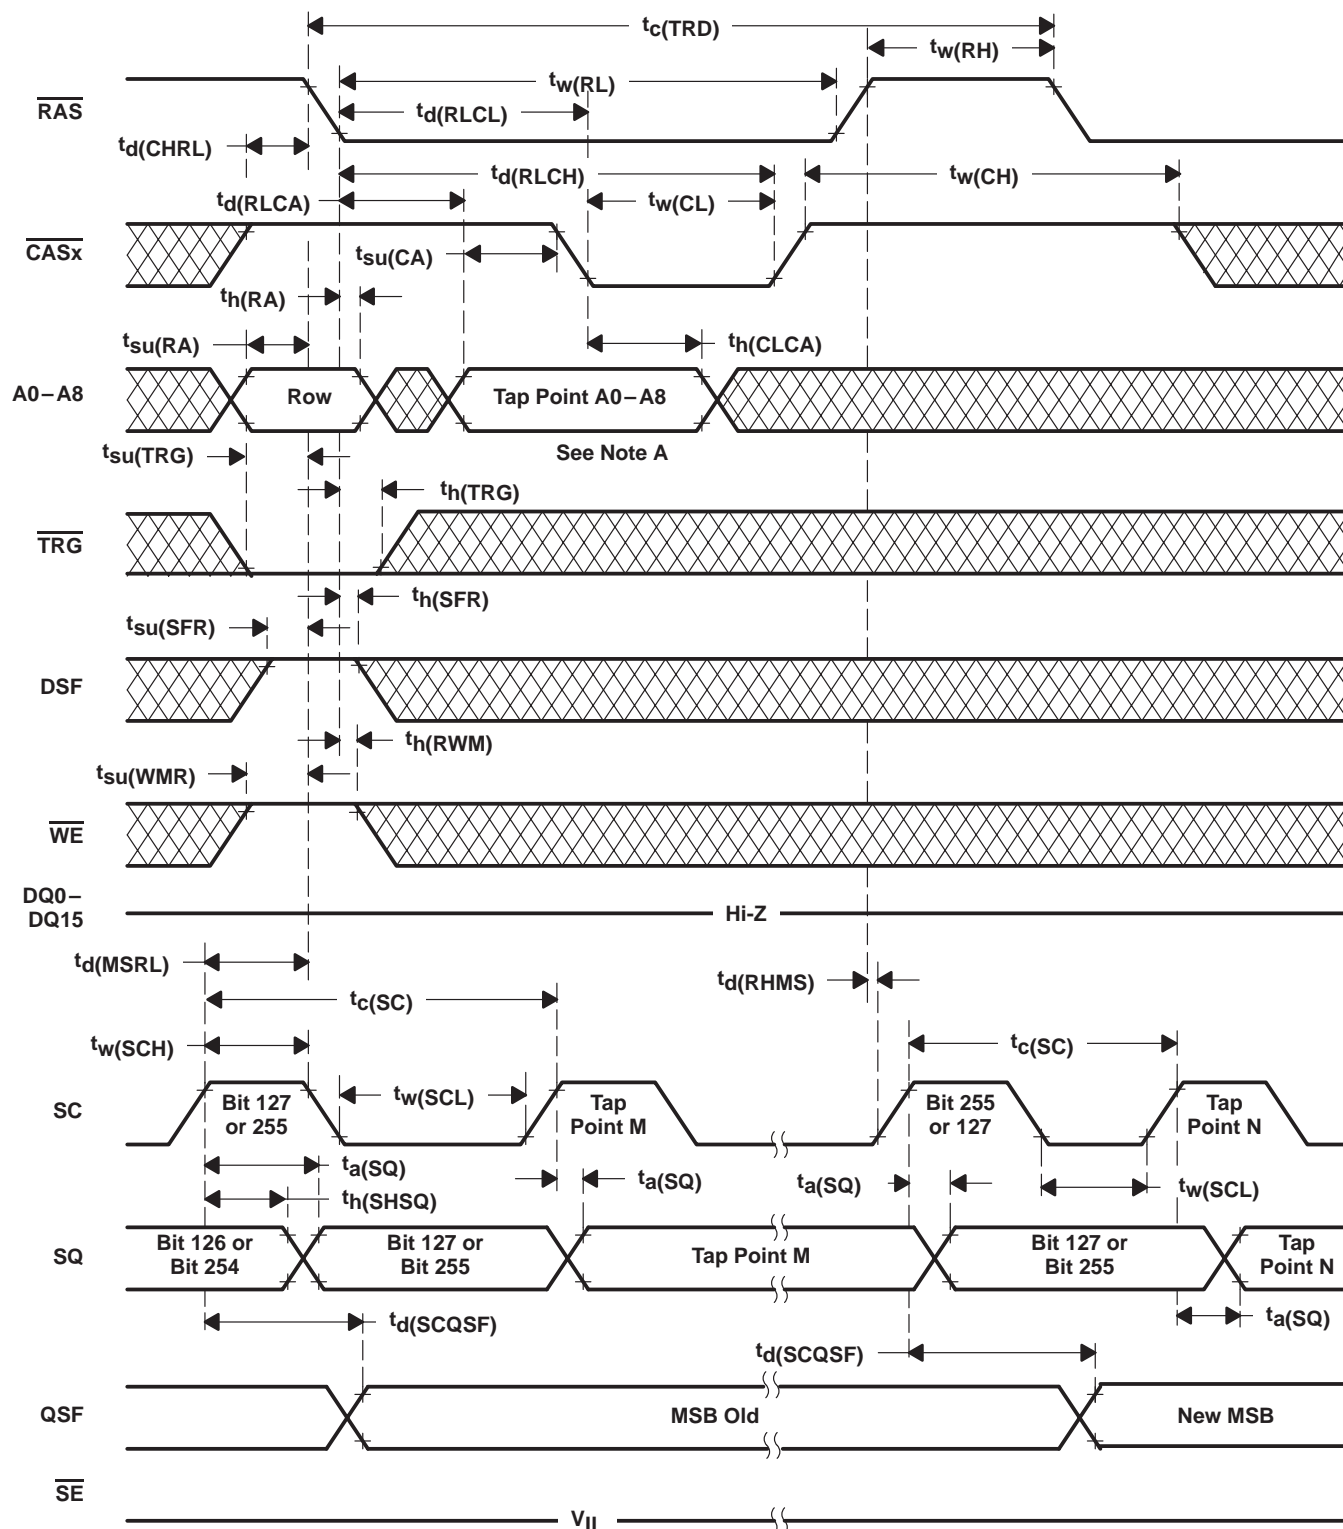 tc(TRD)
tw(RH)
tw(RL)
RAS
td(RLCL)
td(CHRL)
td(RLCH)
tw(CH)
td(RLCA)
tw(CL)
CASx
tsu(CA)
th(RA)
tsu(RA)
th(CLCA)
A0–A8
Row
Tap Point A0–A8
tsu(TRG)
See Note A
th(TRG)
TRG
th(SFR)
tsu(SFR)
DSF
th(RWM)
tsu(WMR)
WE
DQ0–
DQ15
Hi-Z
td(MSRL)
td(RHMS)
tc(SC)
tw(SCH)
tc(SC)
tw(SCL)
SC
Bit 127
or 255
Tap
Point M
Bit 255
or 127
Tap
Point N
ta(SQ)
ta(SQ)
ta(SQ)
tw(SCL)
th(SHSQ)
SQ
Bit 126 or
Bit 254
Bit 127 or
Bit 255
Tap Point M
Bit 127 or
Bit 255
Tap
Point N
td(SCQSF)
ta(SQ)
td(SCQSF)
QSF
MSB Old
New MSB
SE